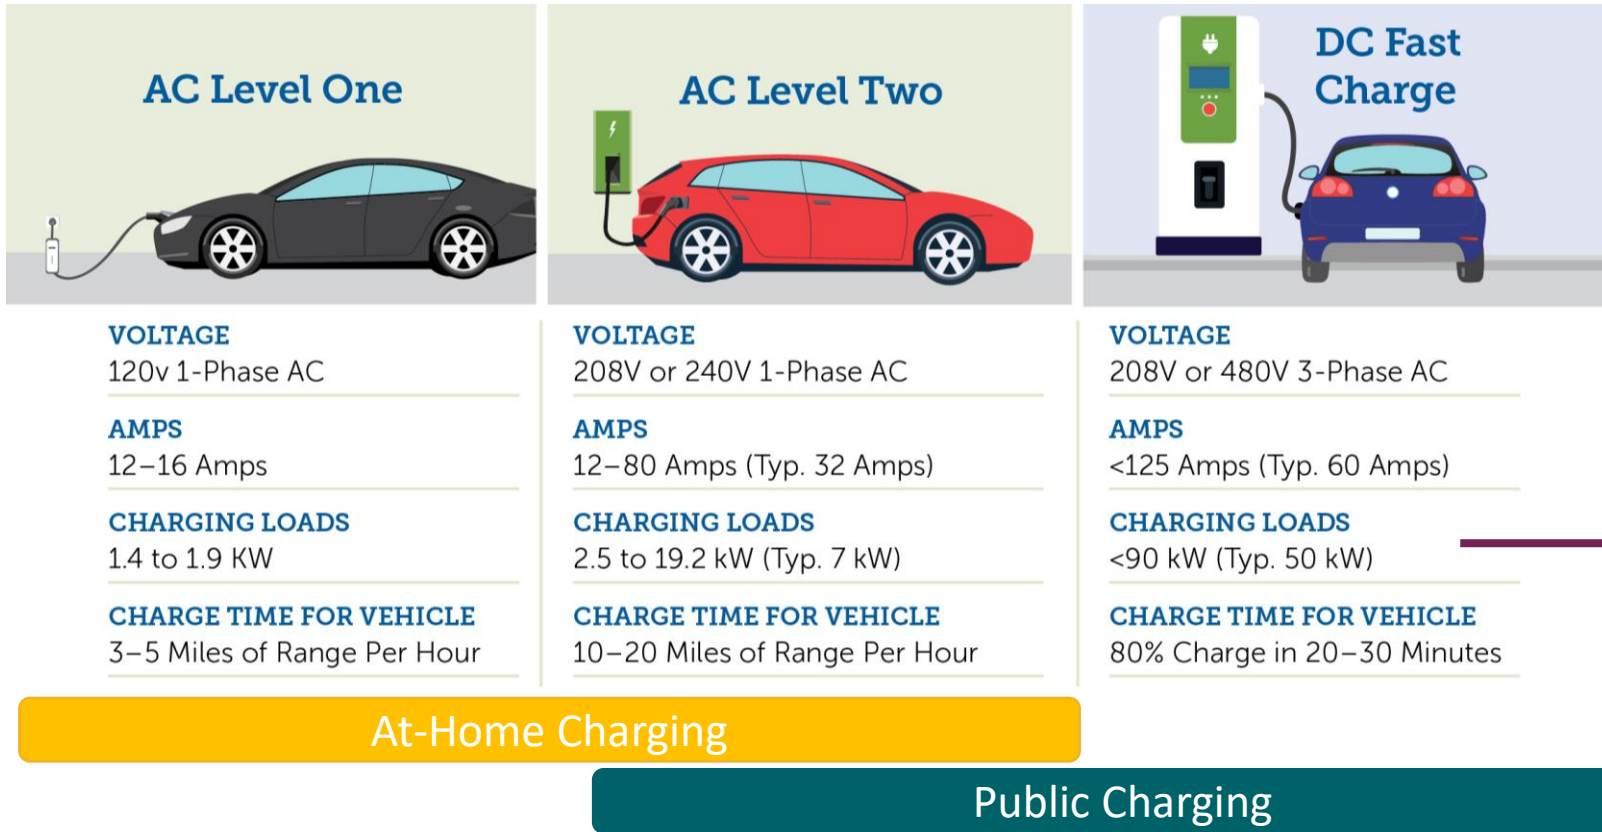 AC Level One
VOLTAGE
120v 1-Phase AC
AMPS
12–16 Amps
CHARGING LOADS
1.4 to 1.9 KW
CHARGE TIME FOR VEHICLE
3–5 Miles of Range Per Hour
AC Level Two
VOLTAGE
208V or 240V 1-Phase AC
AMPS
12–80 Amps (Typ. 32 Amps)
CHARGING LOADS
2.5 to 19.2 kW (Typ. 7 kW)
CHARGE TIME FOR VEHICLE
10–20 Miles of Range Per Hour
DC Fast
Charge
VOLTAGE
208V or 480V 3-Phase AC
AMPS
<125 Amps (Typ. 60 Amps)
CHARGING LOADS
<90 kW (Typ. 50 kW)
CHARGE TIME FOR VEHICLE
80% Charge in 20–30 Minutes
At-Home Charging
Public Charging